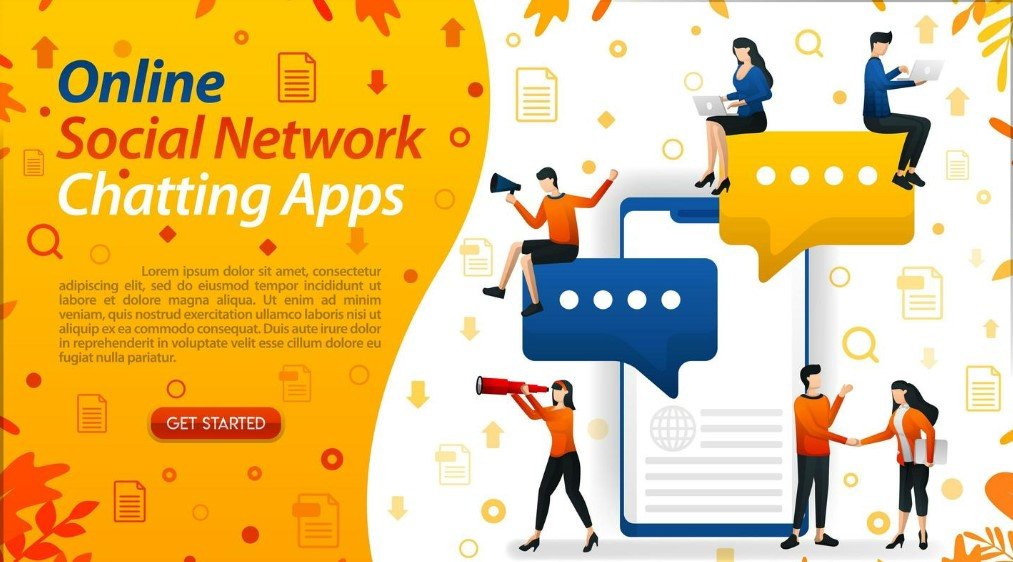 Online
Social Network
Chatting Apps
Lorem ipsum dolor sit amet, consectetur
adipiscing elit, sed do eiusmod tempor incididunt ut
labore et dolore magna aliqua. Ut enim ad minim
veniam, quis nostrud exercitation ullamco laboris nisi ut
aliquip ex ea commodo consequat. Duis aute irure dolor
in reprehenderit in voluptate velit esse cillum dolore eu
fugiat nulla pariatur.
GET STARTED